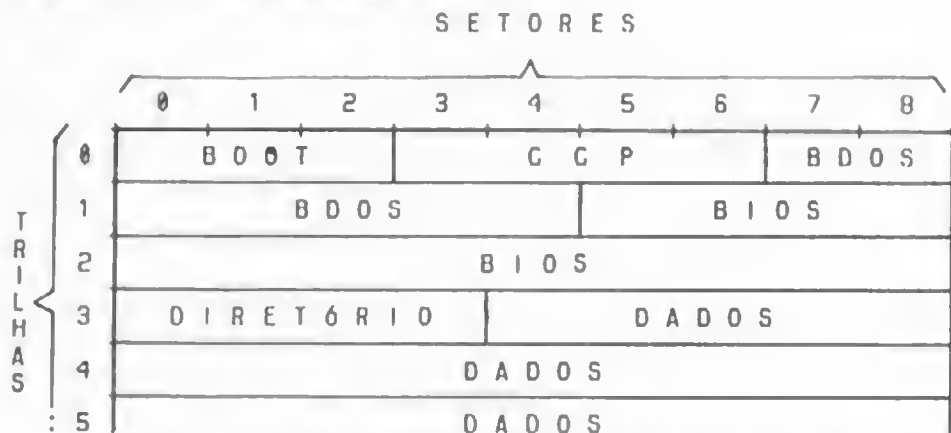 SETORES
0 1 2 3 4 5 6 7 8
0 BOOT CCP BDOS
1 BDOS BIOS
2 BIOS
3 DIRETÓRIO DADOS
4 DADOS
: 5 DADOS
TRILHAS